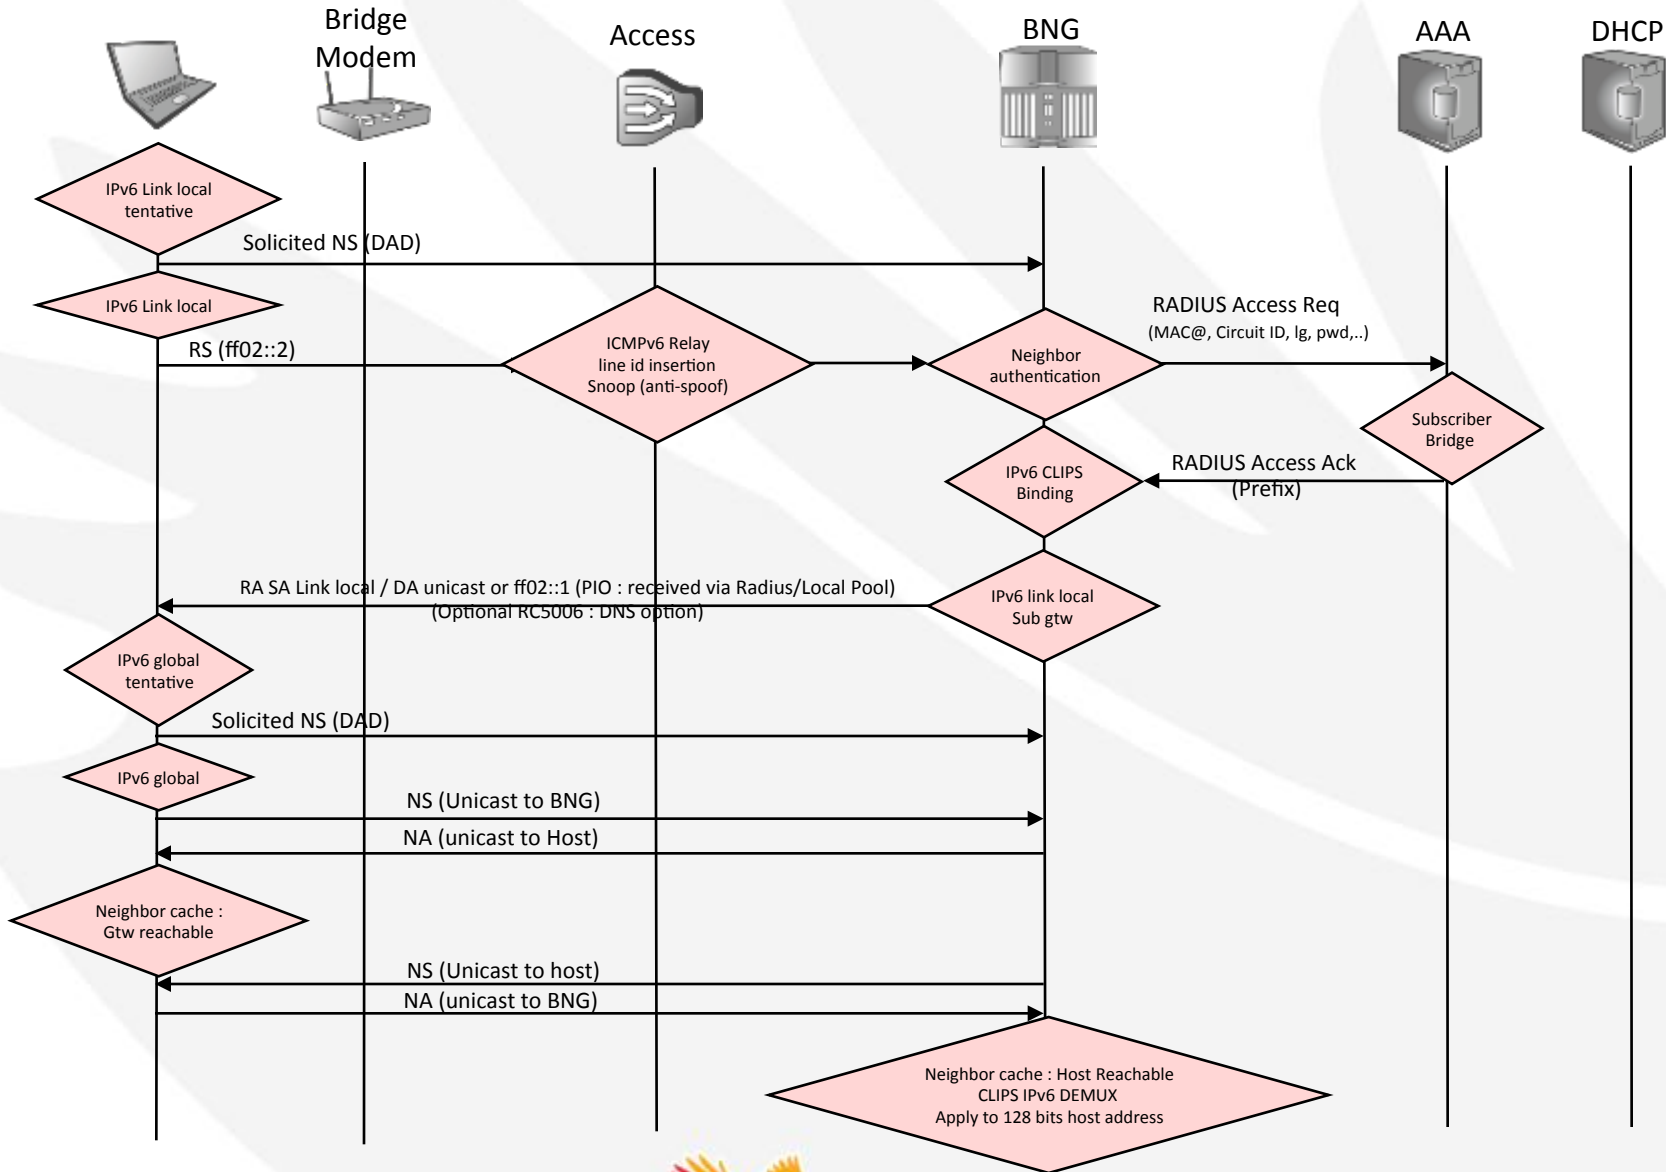 Bridge
Modem
Access
BNG
AAA
DHCP
IPv6 Link local
tentative
Solicited NS (DAD)
IPv6 Link local
RS (ff02::2)
ICMPv6 Relay
line id insertion
Snoop (anti-spoof)
Neighbor
authentication
RADIUS Access Req
(MAC@, Circuit ID, lg, pwd,..)
Subscriber
Bridge
IPv6 CLIPS
Binding
RADIUS Access Ack
(Prefix)
RA SA Link local / DA unicast or ff02::1 (PIO : received via Radius/Local Pool)
(Optional RC5006 : DNS option)
IPv6 link local
Sub gtw
IPv6 global
tentative
Solicited NS (DAD)
IPv6 global
NS (Unicast to BNG)
NA (unicast to Host)
Neighbor cache :
Gtw reachable
NS (Unicast to host)
NA (unicast to BNG)
Neighbor cache : Host Reachable
CLIPS IPv6 DEMUX
Apply to 128 bits host address